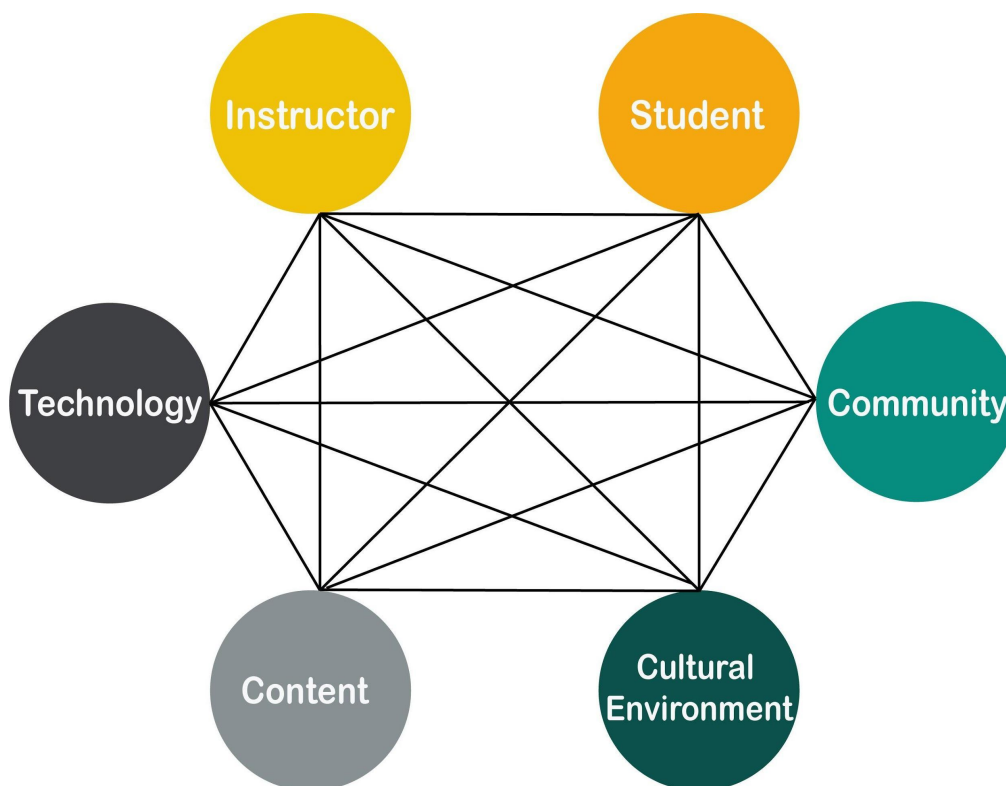 Instructor
Student
Technology
Community
Content
Cultural
Environment